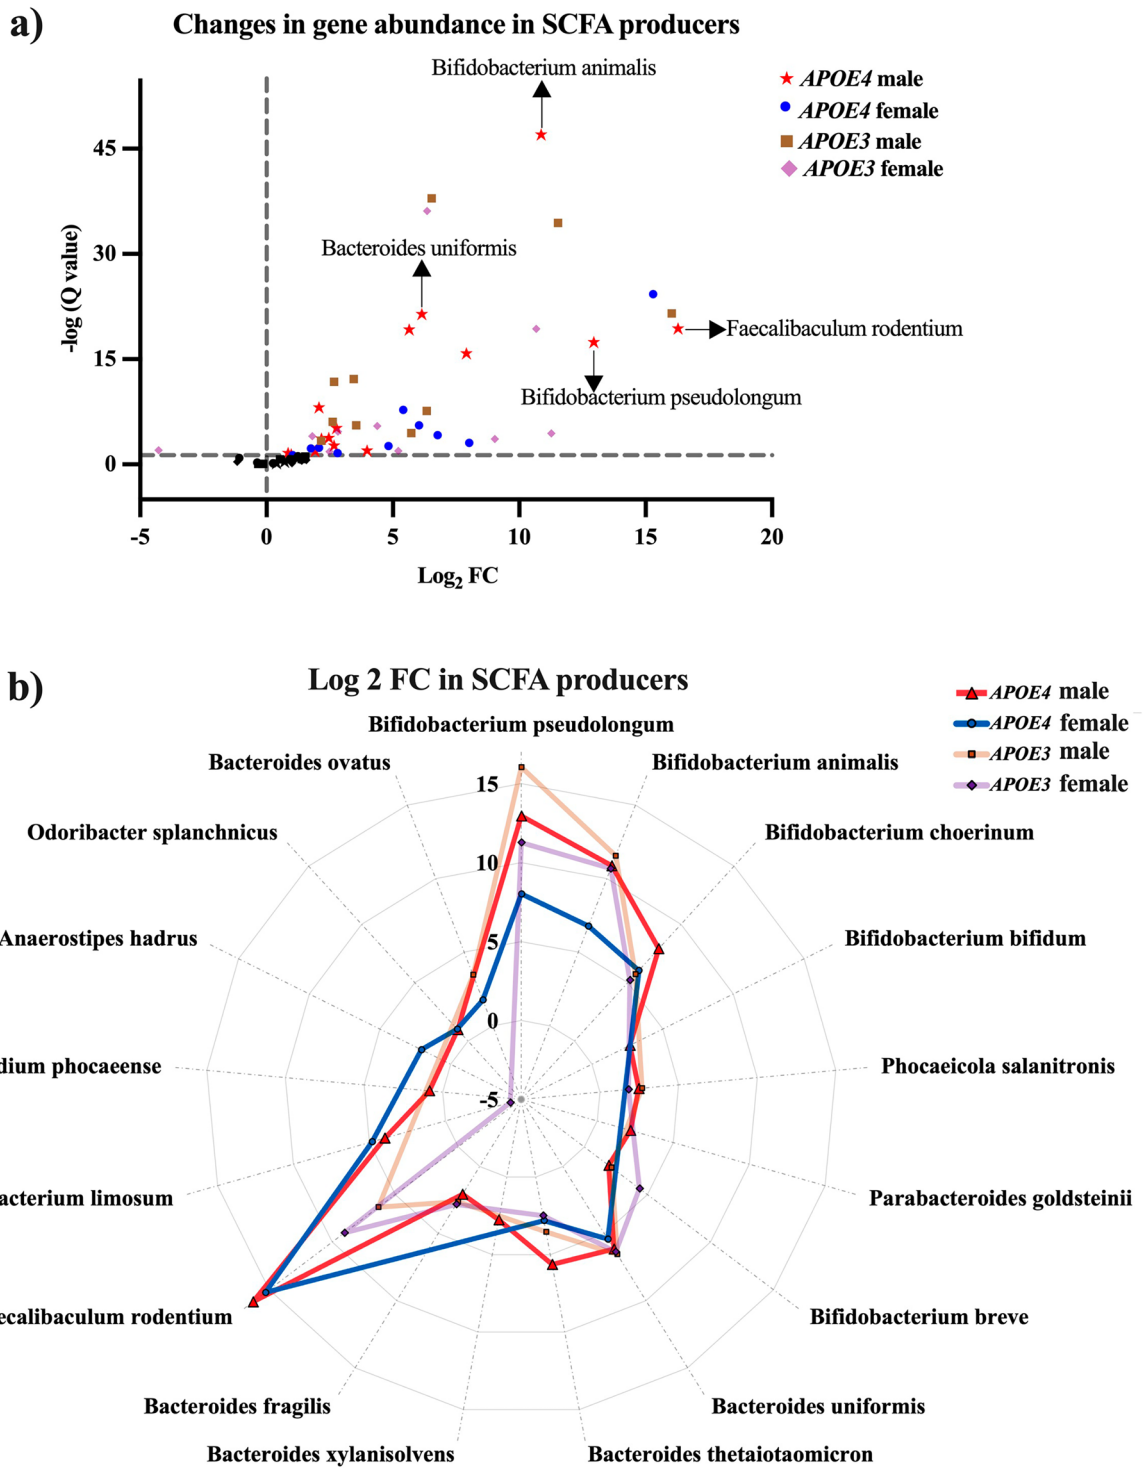 a)
Changes in gene abundance in SCFA producers
Bifidobacterium animalis
APOE4 male
APOE4 female
APOE3 male
APOE3 female
45
30
15
0
-log (Q value)
Bacteroides uniformis
Faecalibaculum rodentium
Bifidobacterium pseudolongum
-5
0
5
10
15
20
Log2 FC
b)
Log 2 FC in SCFA producers
APOE4 male
APOE4 female
APOE3 male
APOE3 female
Bifidobacterium pseudolongum
Bacteroides ovatus
Bifidobacterium animalis
Odoribacter splanchnicus
Bifidobacterium choerinum
Anaerostipes hadrus
Bifidobacterium bifidum
dium phocaeense
Phocaeicola salanitronis
acterium limosum
Parabacteroides goldsteinii
ecalibaculum rodentium
Bifidobacterium breve
Bacteroides fragilis
Bacteroides uniformis
Bacteroides xylanisolvens
Bacteroides thetaiotaomicron
15
10
5
0
-5